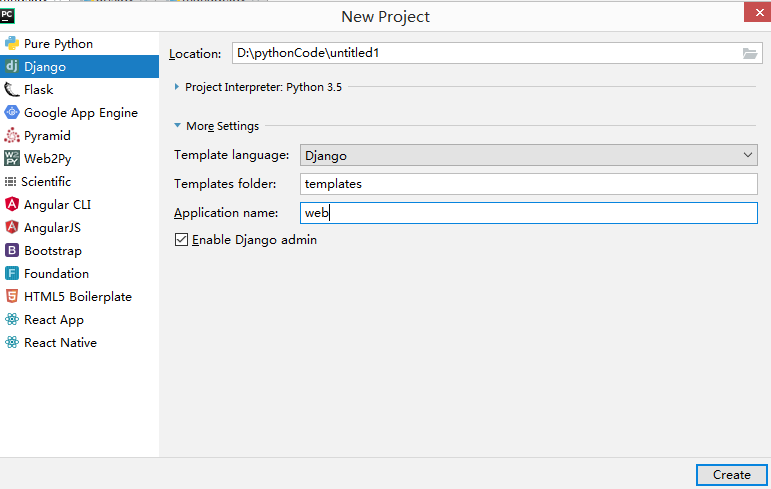 PC
New Project
Pure Python
Django
Flask
Google App Engine
Pyramid
Web2Py
Scientific
Angular CLI
AngularJS
Bootstrap
Foundation
HTML5 Boilerplate
React App
React Native
Location: D:\pythonCode\untitled1
Project Interpreter: Python 3.5
More Settings
Template language: Django
Templates folder: templates
Application name: web
Enable Django admin
Create